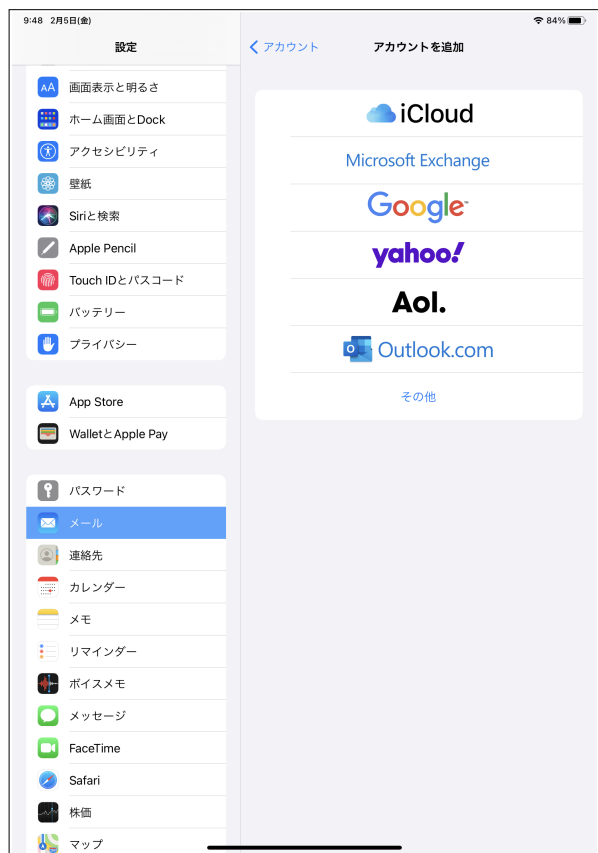 9:48 2月5日(金)
84%
設定
画面表示と明るさ
ホーム画面とDock
アクセシビリティ
壁紙
Siriと検索
Apple Pencil
Touch IDとパスコード
バッテリー
プライバシー
App Store
WalletとApple Pay
パスワード
メール
連絡先
カレンダー
メモ
リマインダー
ボイスメモ
メッセージ
FaceTime
Safari
株価
マップ
アカウント
アカウントを追加
iCloud
Microsoft Exchange
Google
yahoo!
Aol.
Outlook.com
その他